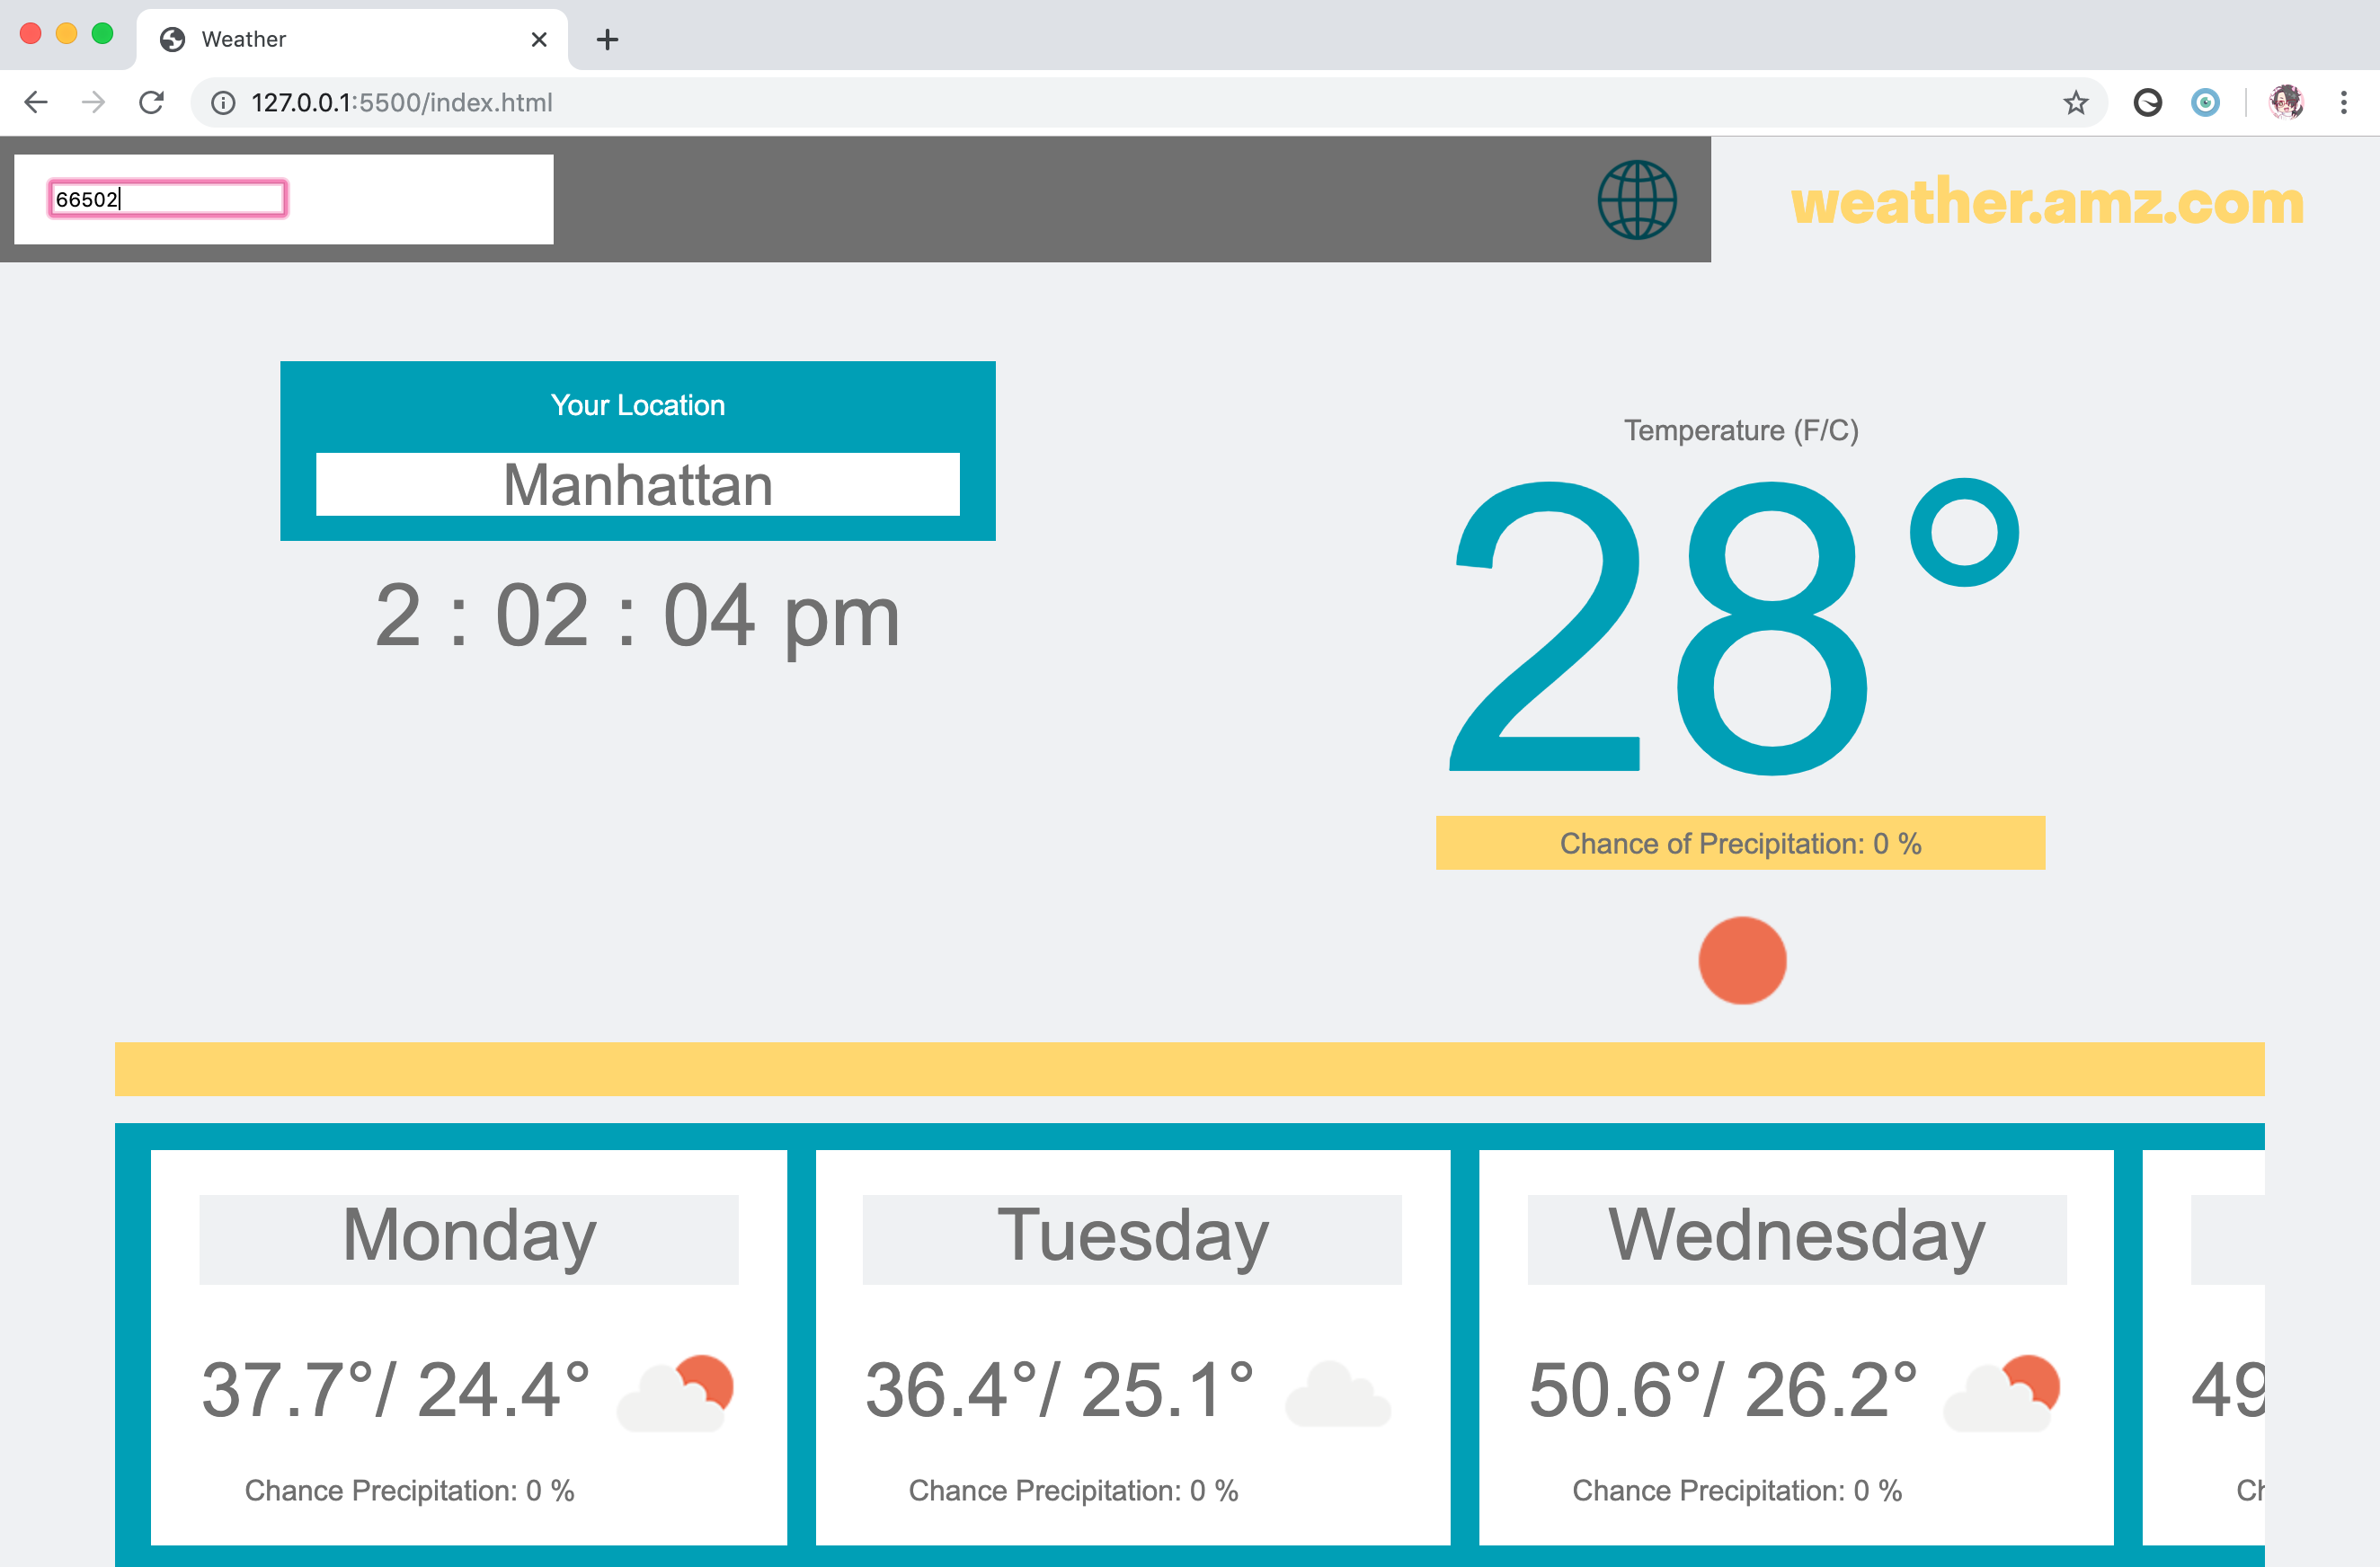 Weather
127.0.0.1:5500/index.html
66502
weather.amz.com
Your Location
Manhattan
2 : 02 : 04 pm
Temperature (F/C)
28°
Chance of Precipitation: 0 %
Monday
37.7°/ 24.4°
Chance Precipitation: 0 %
Tuesday
36.4°/ 25.1°
Chance Precipitation: 0 %
Wednesday
50.6°/ 26.2°
Chance Precipitation: 0 %